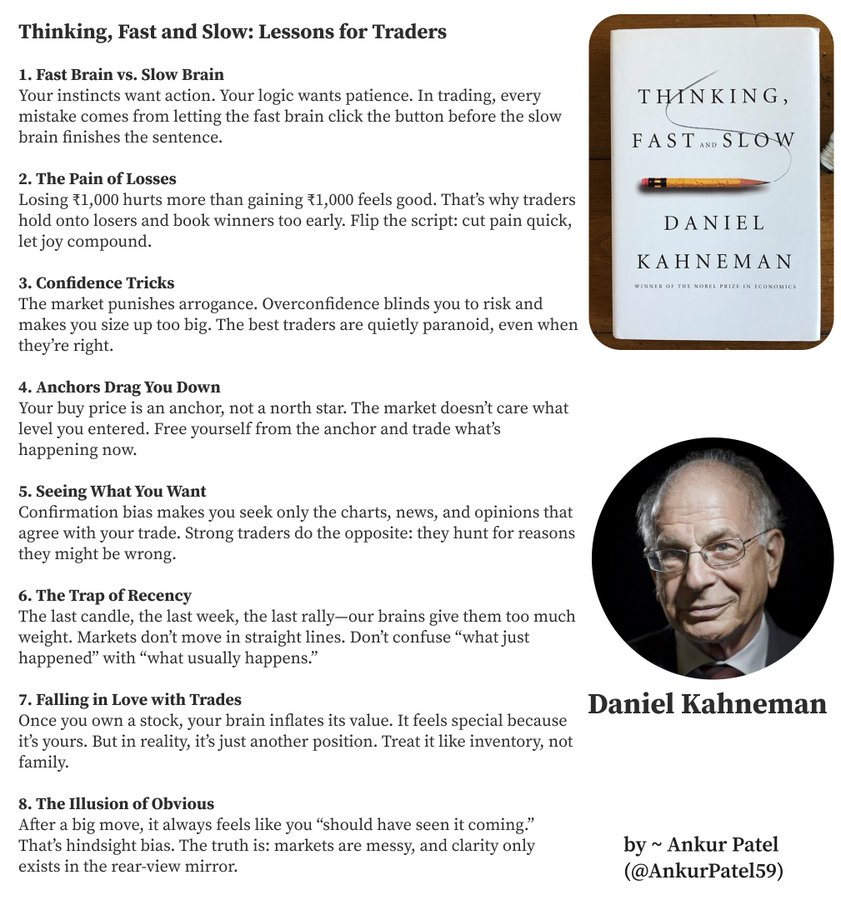 Thinking, Fast and Slow: Lessons for Traders
1. Fast Brain vs. Slow Brain
Your instincts want action. Your logic wants patience. In trading, every
mistake comes from letting the fast brain click the button before the slow
brain finishes the sentence.
2. The Pain of Losses
Losing ₹1,000 hurts more than gaining ₹1,000 feels good. That’s why traders
hold onto losers and book winners too early. Flip the script: cut pain quick,
let joy compound.
3. Confidence Tricks
The market punishes arrogance. Overconfidence blinds you to risk and
makes you size up too big. The best traders are quietly paranoid, even when
they’re right.
4. Anchors Drag You Down
Your buy price is an anchor, not a north star. The market doesn’t care what
level you entered. Free yourself from the anchor and trade what’s
happening now.
5. Seeing What You Want
Confirmation bias makes you seek only the charts, news, and opinions that
agree with your trade. Strong traders do the opposite: they hunt for reasons
they might be wrong.
6. The Trap of Recency
The last candle, the last week, the last rally—our brains give them too much
weight. Markets don’t move in straight lines. Don’t confuse “what just
happened” with “what usually happens.”
7. Falling in Love with Trades
Once you own a stock, your brain inflates its value. It feels special because
it’s yours. But in reality, it’s just another position. Treat it like inventory, not
family.
8. The Illusion of Obvious
After a big move, it always feels like you “should have seen it coming.”
That’s hindsight bias. The truth is: markets are messy, and clarity only
exists in the rear-view mirror.
THINKING,
FAST AND SLOW
DANIEL
KAHNEMAN
WINNER OF THE NOBEL PRIZE IN ECONOMICS
Daniel Kahneman
by ~ Ankur Patel
(@AnkurPatel59)